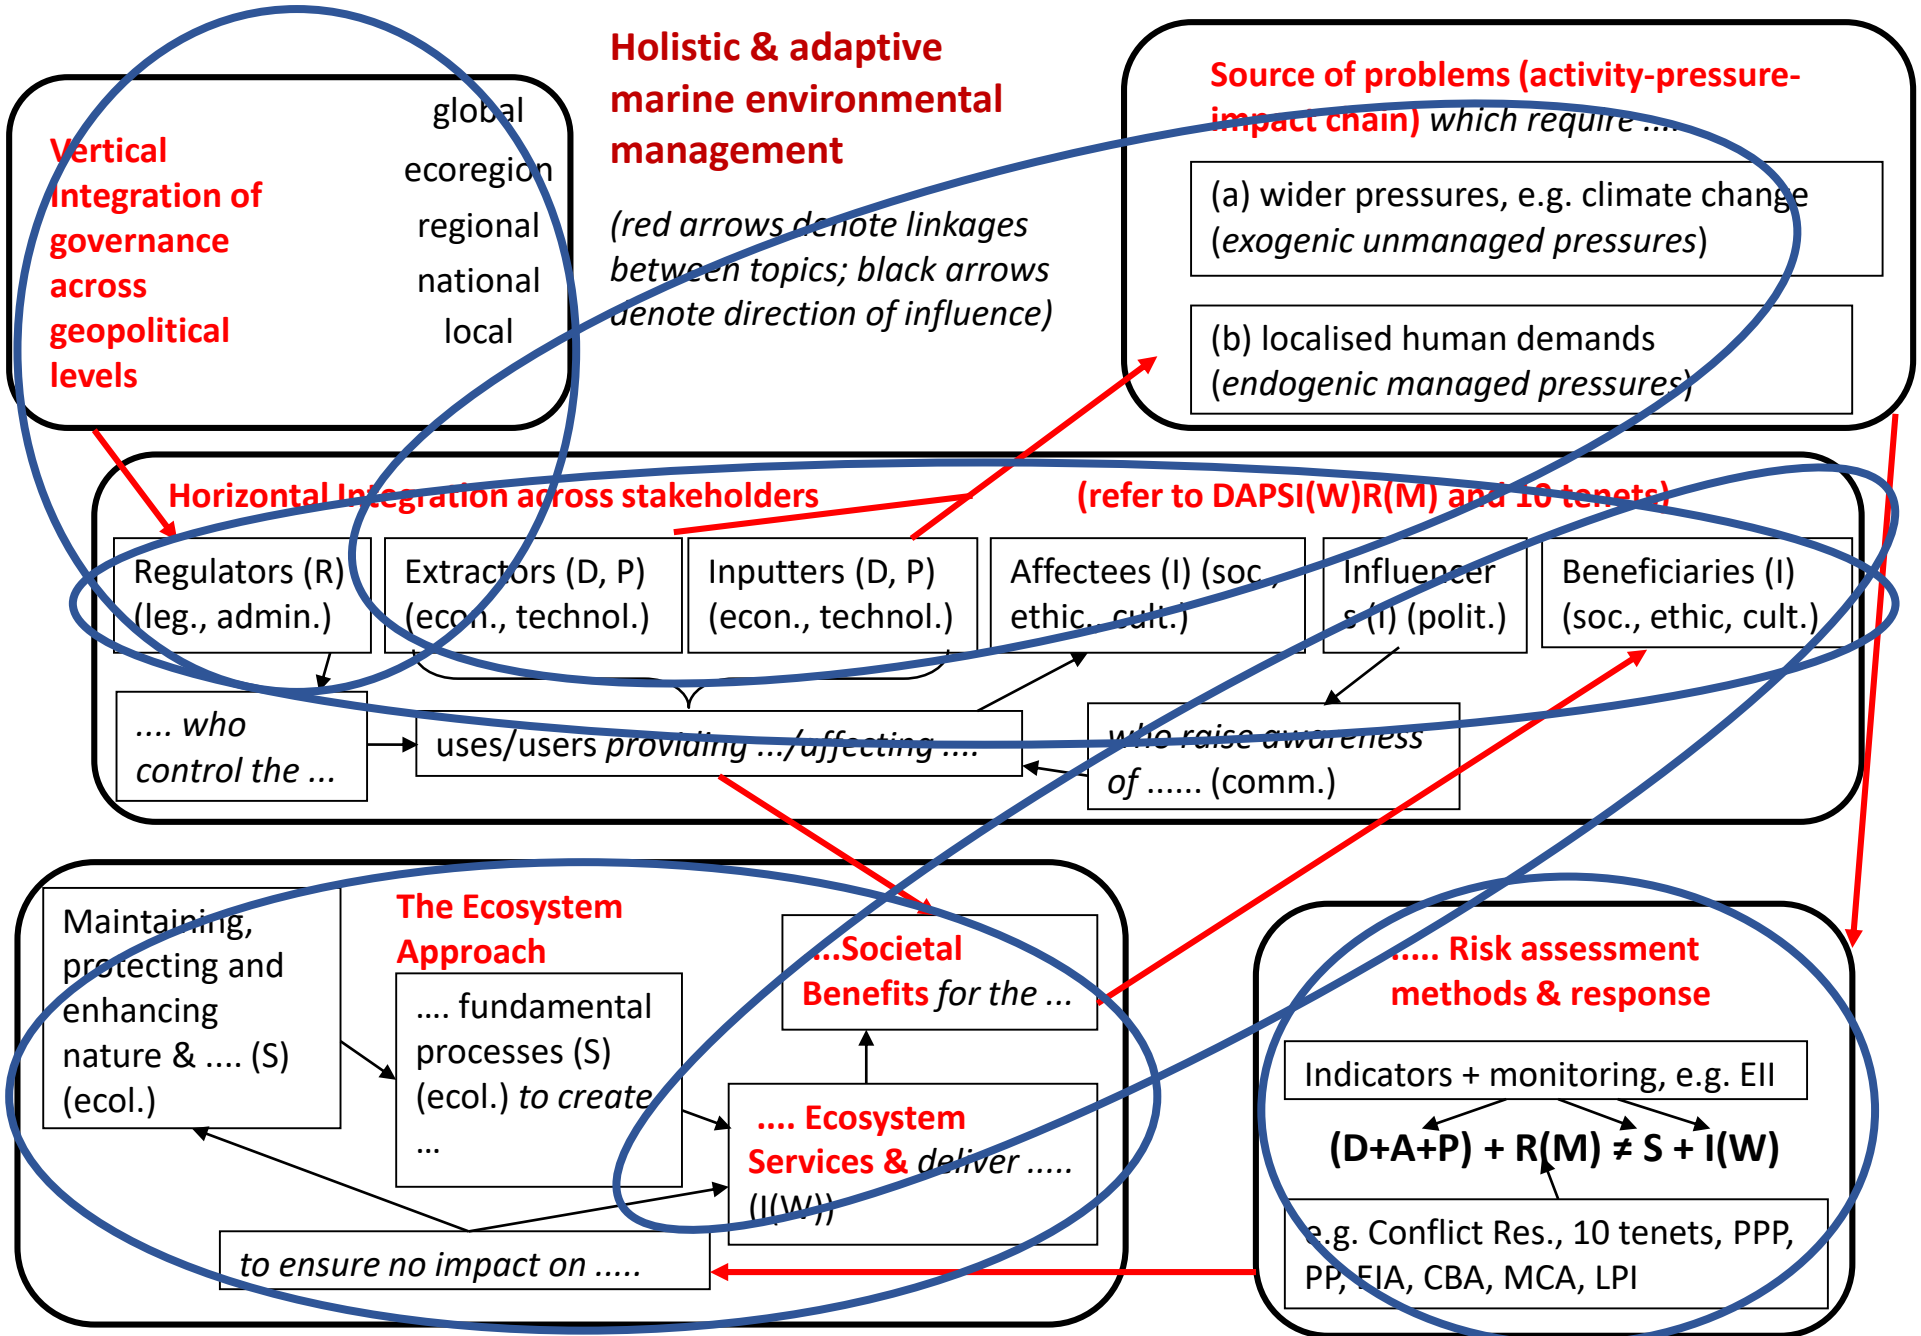 Holistic & adaptive
marine environmental
management
(red arrows denote linkages
between topics; black arrows
denote direction of influence)
Vertical
Integration of
governance
across
geopolitical
levels
global
ecoregion
regional
national
local
Source of problems (activity-pressure-
impact chain) which require ....
(a) wider pressures, e.g. climate change
(exogenic unmanaged pressures)
(b) localised human demands
(endogenic managed pressures)
Horizontal Integration across stakeholders
(refer to DAPSI(W)R(M) and 10 tenets)
Regulators (R)
(leg., admin.)
Extractors (D, P)
(econ., technol.)
Inputters (D, P)
(econ., technol.)
Affectees (I) (soc.,
ethic., cult.)
Influencer
s (I) (polit.)
Beneficiaries (I)
(soc., ethic, cult.)
.... who
control the ...
uses/users providing .../affecting ....
who raise awareness
of ...... (comm.)
Maintaining,
protecting and
enhancing
nature & .... (S)
(ecol.)
The Ecosystem
Approach
.... fundamental
processes (S)
(ecol.) to create
...
...Societal
Benefits for the ...
.... Ecosystem
Services & deliver .....
(I(W))
to ensure no impact on .....
..... Risk assessment
methods & response
Indicators + monitoring, e.g. EII
(D+A+P) + R(M) ≠ S + I(W)
e.g. Conflict Res., 10 tenets, PPP,
PP, EIA, CBA, MCA, LPI